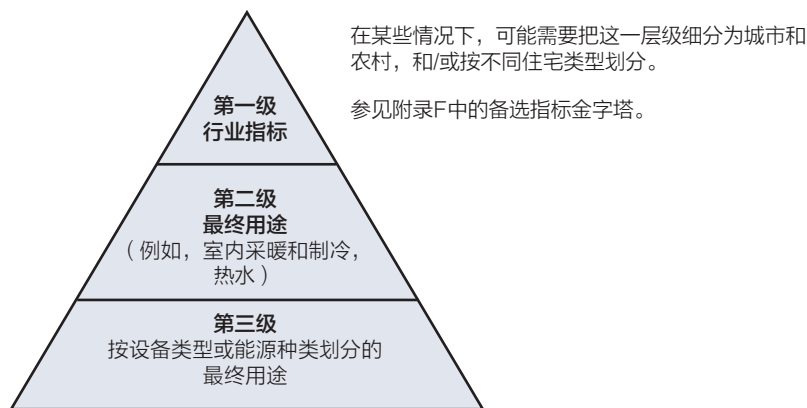 在某些情况下，可能需要把这一层级细分为城市和
农村，和/或按不同住宅类型划分。
参见附录F中的备选指标金字塔。
第一级
行业指标
第二级
最终用途
（例如，室内采暖和制冷，
热水）
第三级
按设备类型或能源种类划分的
最终用途